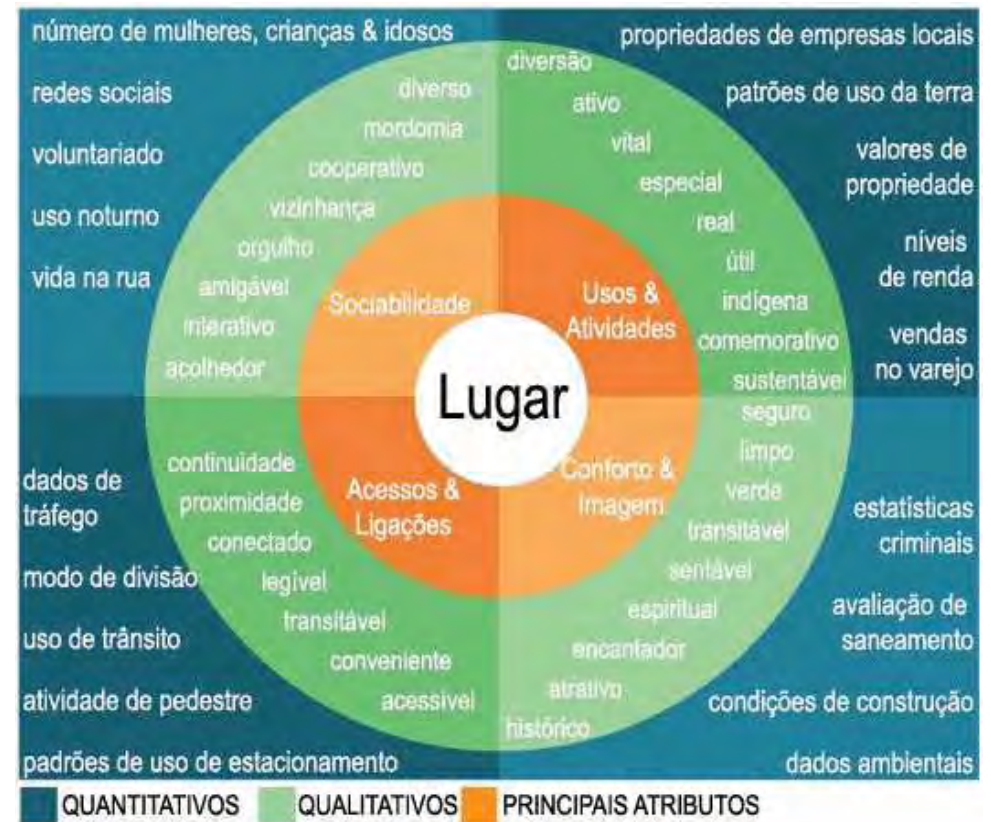 número de mulheres, crianças & idosos
redes sociais
voluntariado
uso noturno
vida na rua
diverso
mordomia
cooperativo
vizinhança
orgulho
amigável
interativo
acolhedor
Sociabilidade
propriedades de empresas locais
patrões de uso da terra
valores de
propriedade
níveis
de renda
vendas
no varejo
diversão
ativo
vital
especial
real
útil
indígena
comemorativo
sustentável
Usos &
Atividades
Lugar
dados de
tráfego
modo de divisão
uso de trânsito
atividade de pedestre
padrões de uso de estacionamento
continuidade
proximidade
conectado
legível
transitável
conveniente
acessivel
Acessos &
Ligações
Conforto &
Imagem
seguro
limpo
verde
transitável
sentável
espiritual
encantador
atrativo
histórico
estatísticas
criminais
avaliação de
saneamento
condições de construção
dados ambientais
QUANTITATIVOS
QUALITATIVOS
PRINCIPAIS ATRIBUTOS